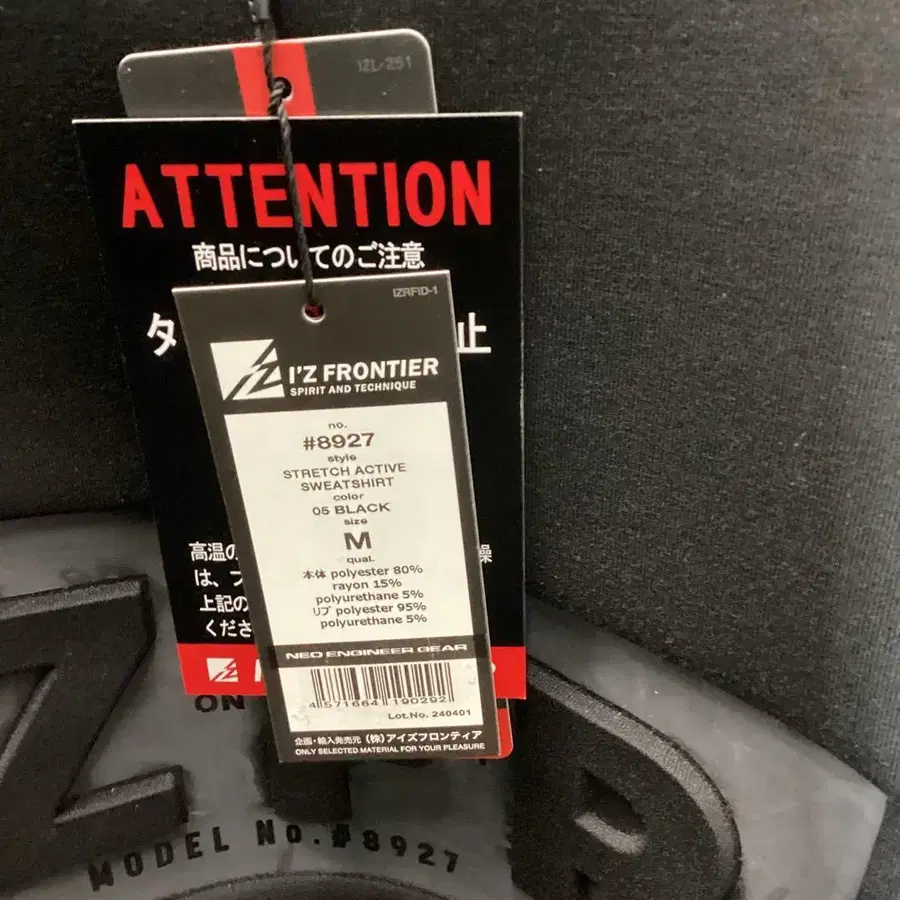 IZL-251
ATTENTION
商品についてのご注意
タ
止
IZRFID-1
I'Z FRONTIER
SPIRIT AND TECHNIQUE
no.
#8927
style
STRETCH ACTIVE
SWEATSHIRT
color
05 BLACK
size
M
qual.
本体 polyester 80%
rayon 15%
polyurethane 5%
リブ polyester 95%
polyurethane 5%
高温の
燥
は、フ
上記の
くださ
NEO ENGINEER GEAR
4 571664 190292
Lot.No. 240401
企画・輸入発売元 (株)アイズフロンティア
ONLY SELECTED MATERIAL FOR YOUR PLEASURE
ON
MODEL No.#8927